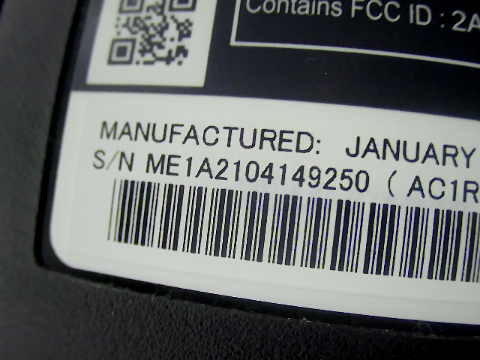 Contains FCC ID : 2A
MANUFACTURED: JANUARY
S/N ME1A2104149250 ( AC1R